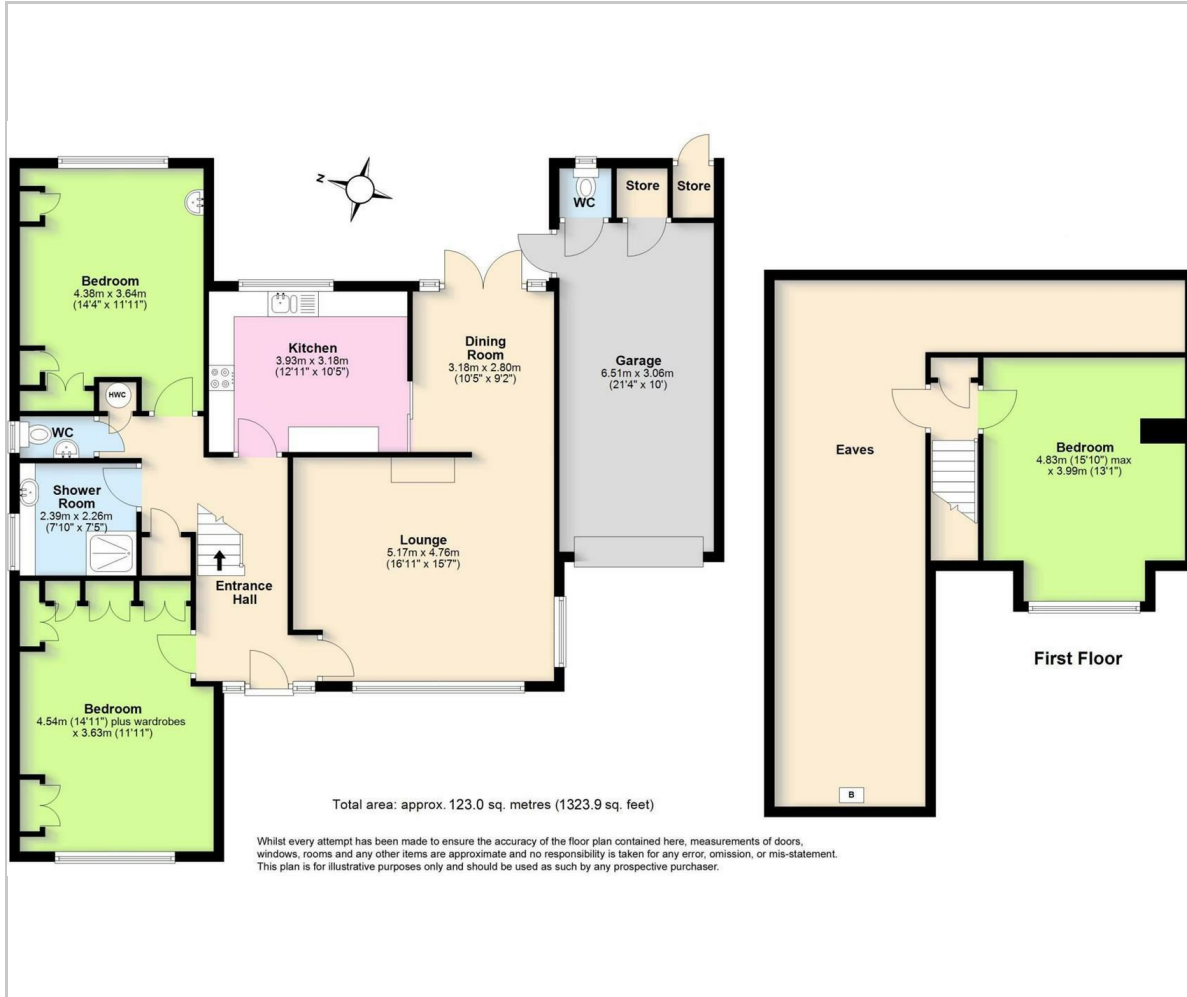 N
Bedroom
4.38m x 3.64m
(14'4" x 11'11")
HWC
WC
Shower
Room
2.39m x 2.26m
(7'10" x 7'5")
Bedroom
4.54m (14'11") plus wardrobes
x 3.63m (11'11")
Kitchen
3.93m x 3.18m
(12'11" x 10'5")
Dining
Room
3.18m x 2.80m
(10'5" x 9'2")
Entrance
Hall
Lounge
5.17m x 4.76m
(16'11" x 15'7")
WC
Store
Store
Garage
6.51m x 3.06m
(21'4" x 10')
Eaves
B
Bedroom
4.83m (15'10") max
x 3.99m (13'1")
First Floor
Total area: approx. 123.0 sq. metres (1323.9 sq. feet)
Whilst every attempt has been made to ensure the accuracy of the floor plan contained here, measurements of doors,
windows, rooms and any other items are approximate and no responsibility is taken for any error, omission, or mis-statement.
This plan is for illustrative purposes only and should be used as such by any prospective purchaser.